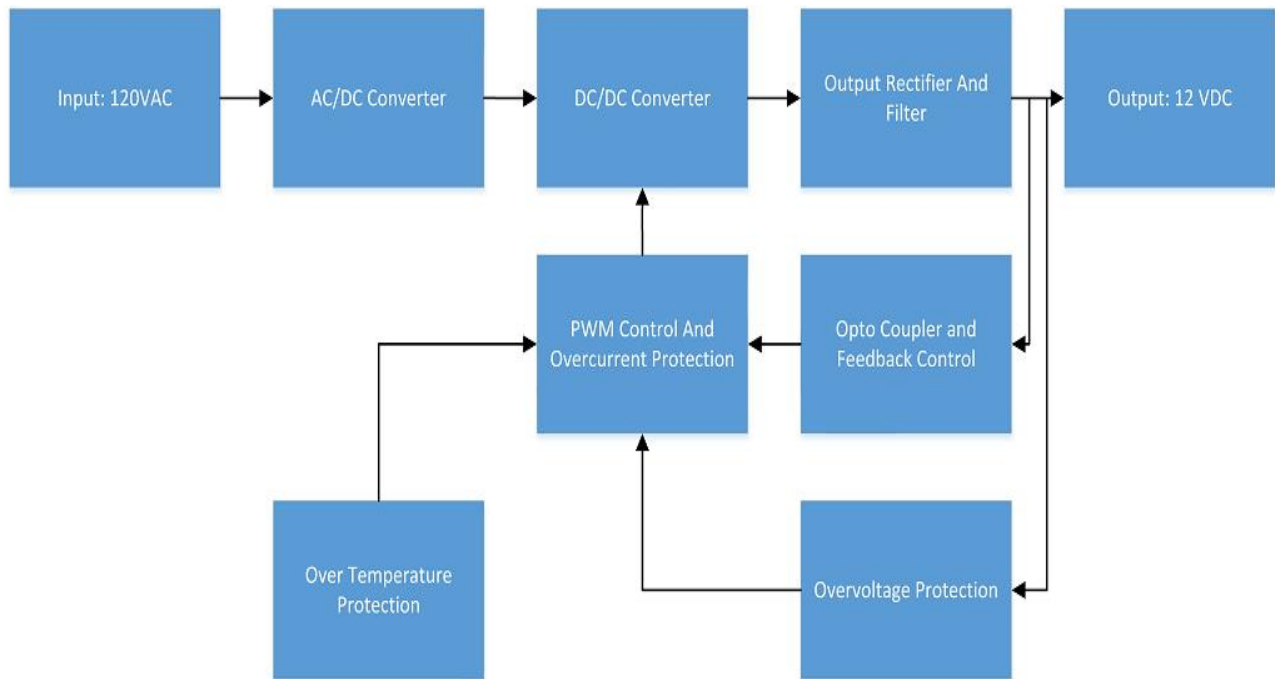 Input: 120VAC
AC/DC Converter
DC/DC Converter
Output Rectifier And
Filter
Output: 12 VDC
PWM Control And
Overcurrent Protection
Opto Coupler and
Feedback Control
Over Temperature
Protection
Overvoltage Protection